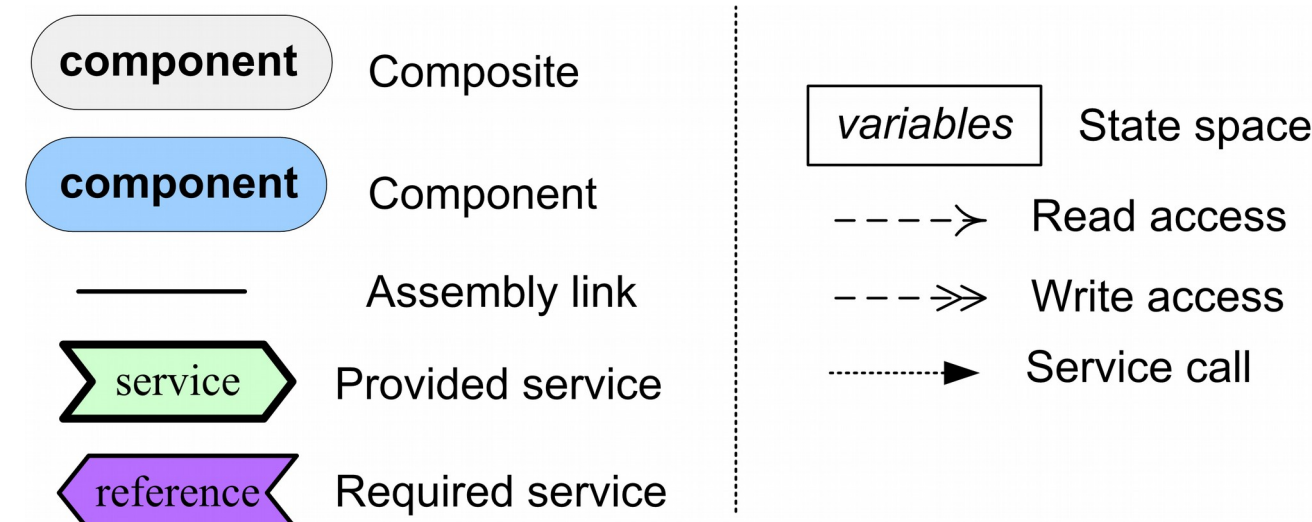 component Composite
component Component
Assembly link
service Provided service
reference Required service
variables State space
Read access
Write access
Service call